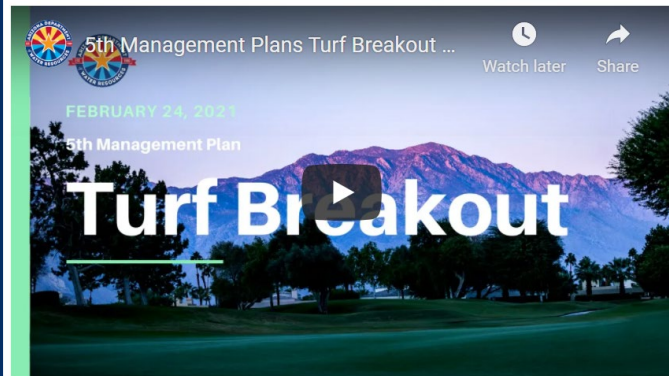 5th Management Plans Turf Breakout ...
Watch later
Share
FEBRUARY 24, 2021
5th Management Plan
Turf Breakout